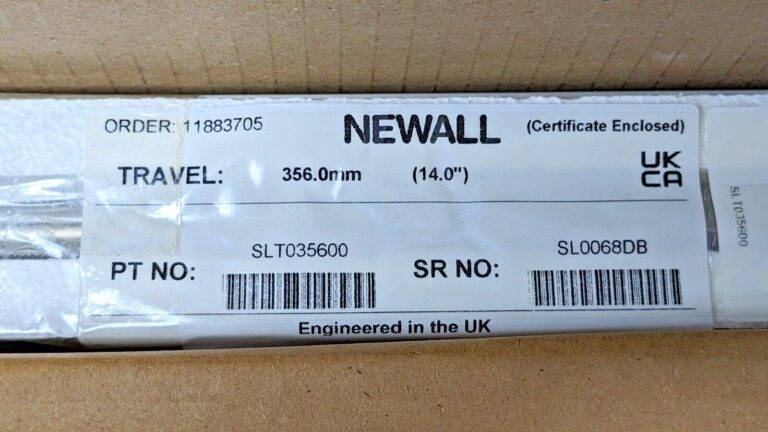 ORDER: 11883705
NEWALL
(Certificate Enclosed)
TRAVEL:
356.0mm
(14.0")
UK
CA
PT NO:
SLT035600
SR NO:
SL0068DB
Engineered in the UK
SLT035600